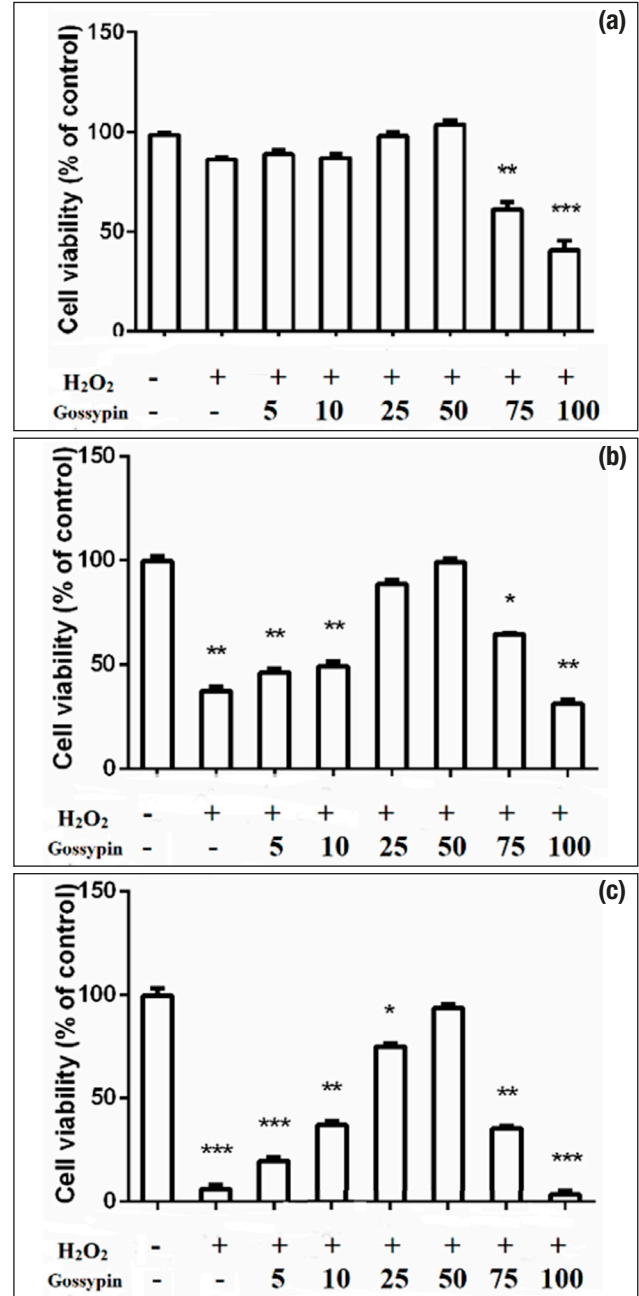 (a)
Cell viability (% of control)
150
100
50
0
** ***
H₂O₂ - + + + + + + +
Gossypin - - 5 10 25 50 75 100
(b)
Cell viability (% of control)
150
100
50
0
** ** ** * **
H₂O₂ - + + + + + + +
Gossypin - - 5 10 25 50 75 100
(c)
Cell viability (% of control)
150
100
50
0
*** *** ** * ** ***
H₂O₂ - + + + + + + +
Gossypin - - 5 10 25 50 75 100